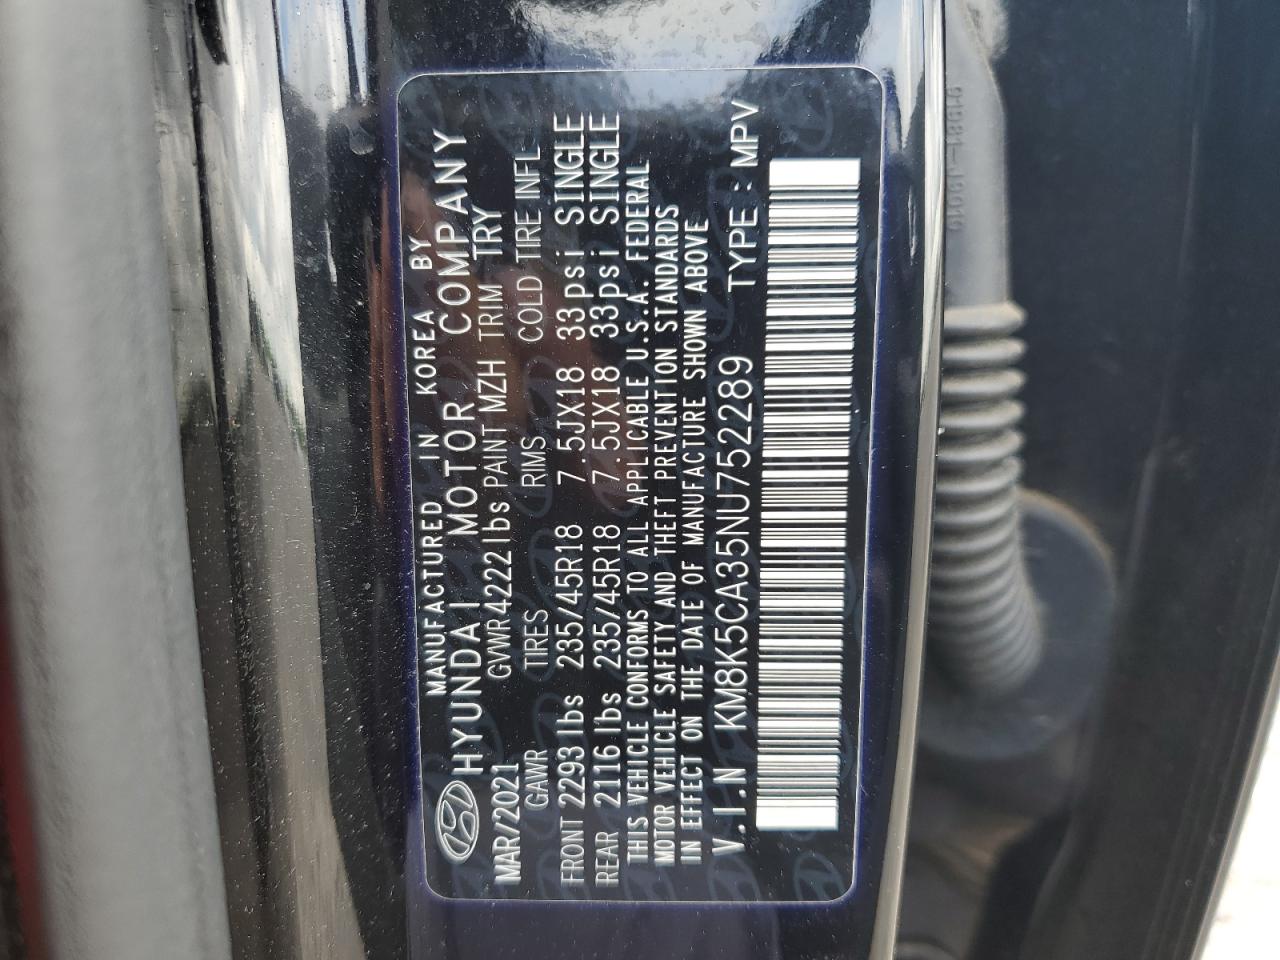 MANUFACTURED IN KOREA BY
HYUNDAI MOTOR COMPANY
MAR/2021 GVWR 4222 lbs PAINT MZH TRIM TRY
GAWR TIRES RIMS COLD TIRE INFL
FRONT 2293 lbs 235/45R18 7.5JX18 33psi SINGLE
REAR 2116 lbs 235/45R18 7.5JX18 33psi SINGLE
THIS VEHICLE CONFORMS TO ALL APPLICABLE U.S.A. FEDERAL
MOTOR VEHICLE SAFETY AND THEFT PREVENTION STANDARDS
IN EFFECT ON THE DATE OF MANUFACTURE SHOWN ABOVE
V.I.N KM8K5CA35NU752289 TYPE : MPV
91981-J9010